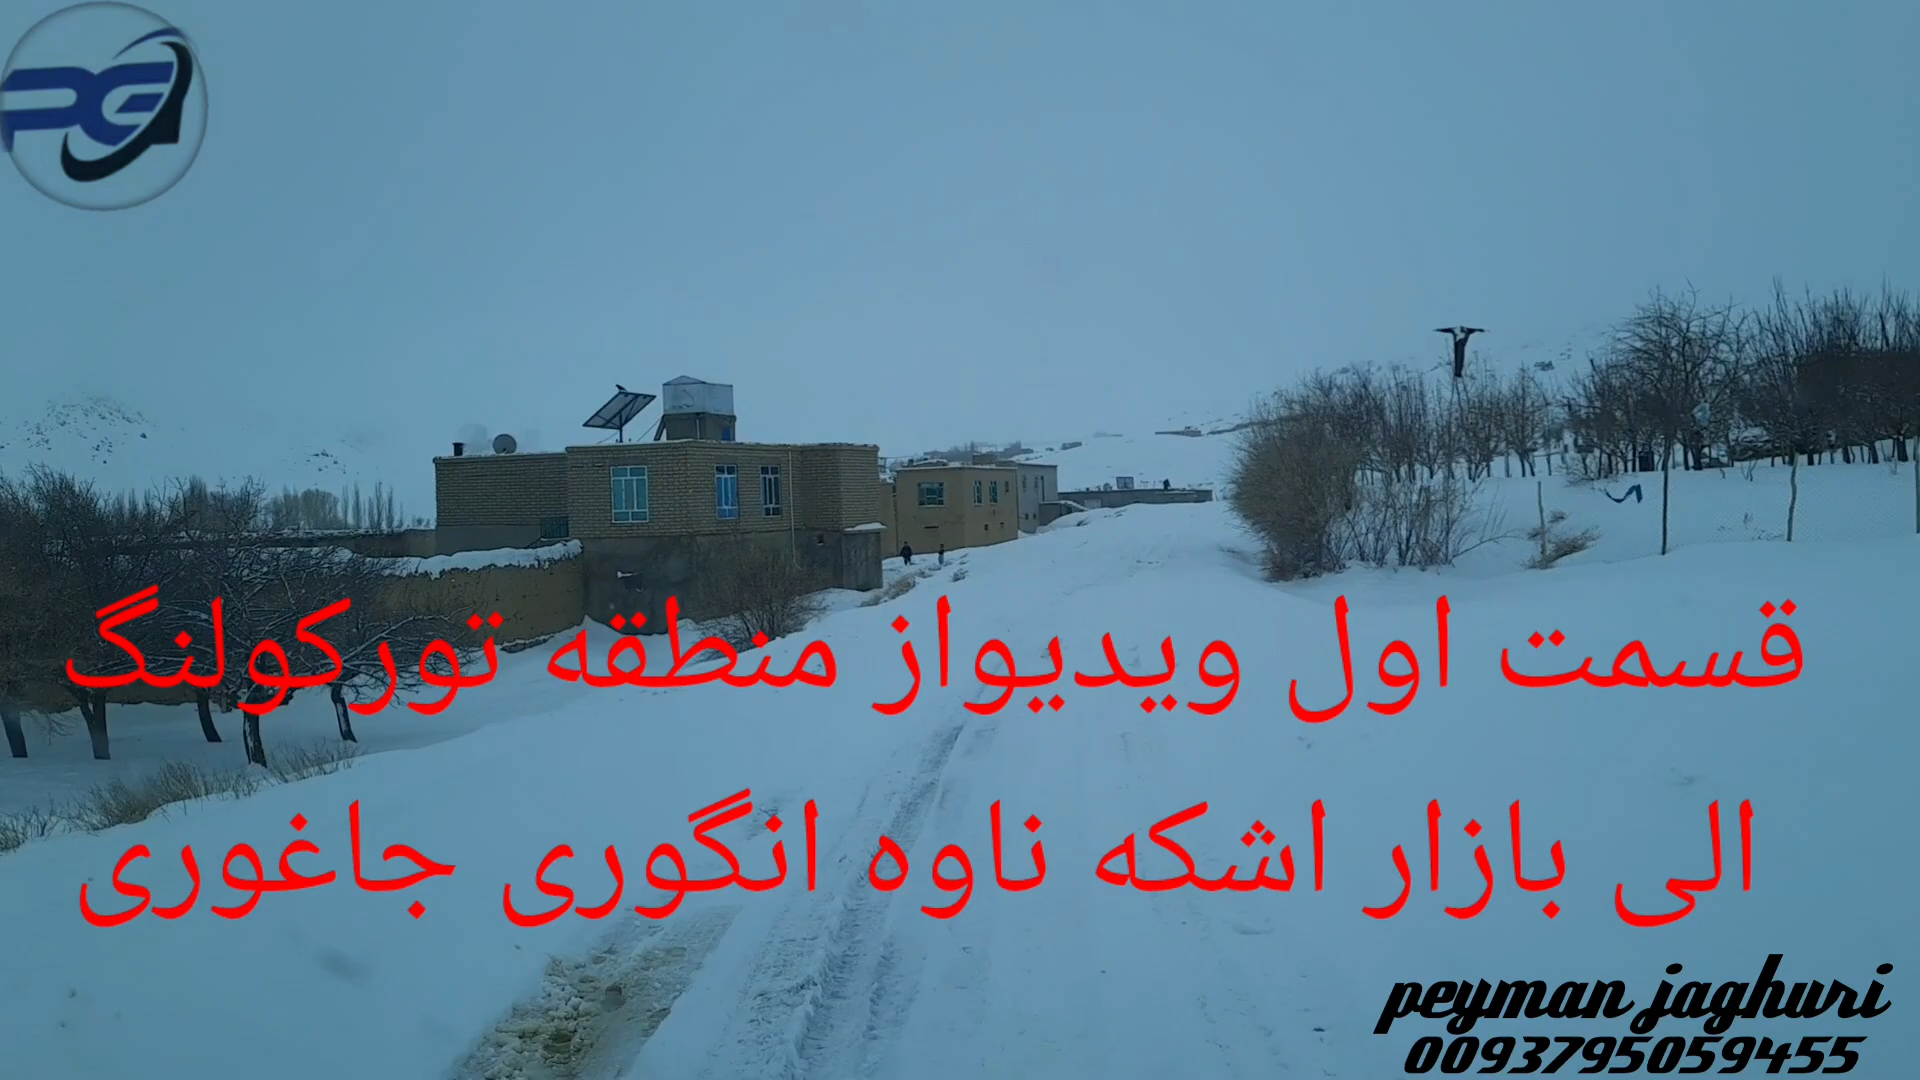 PG
قسمت اول ویدیواز منطقه تورکولنگ
الی بازار اشکه ناوه انگوری جاغوری
peyman jaghuri
0093795059455